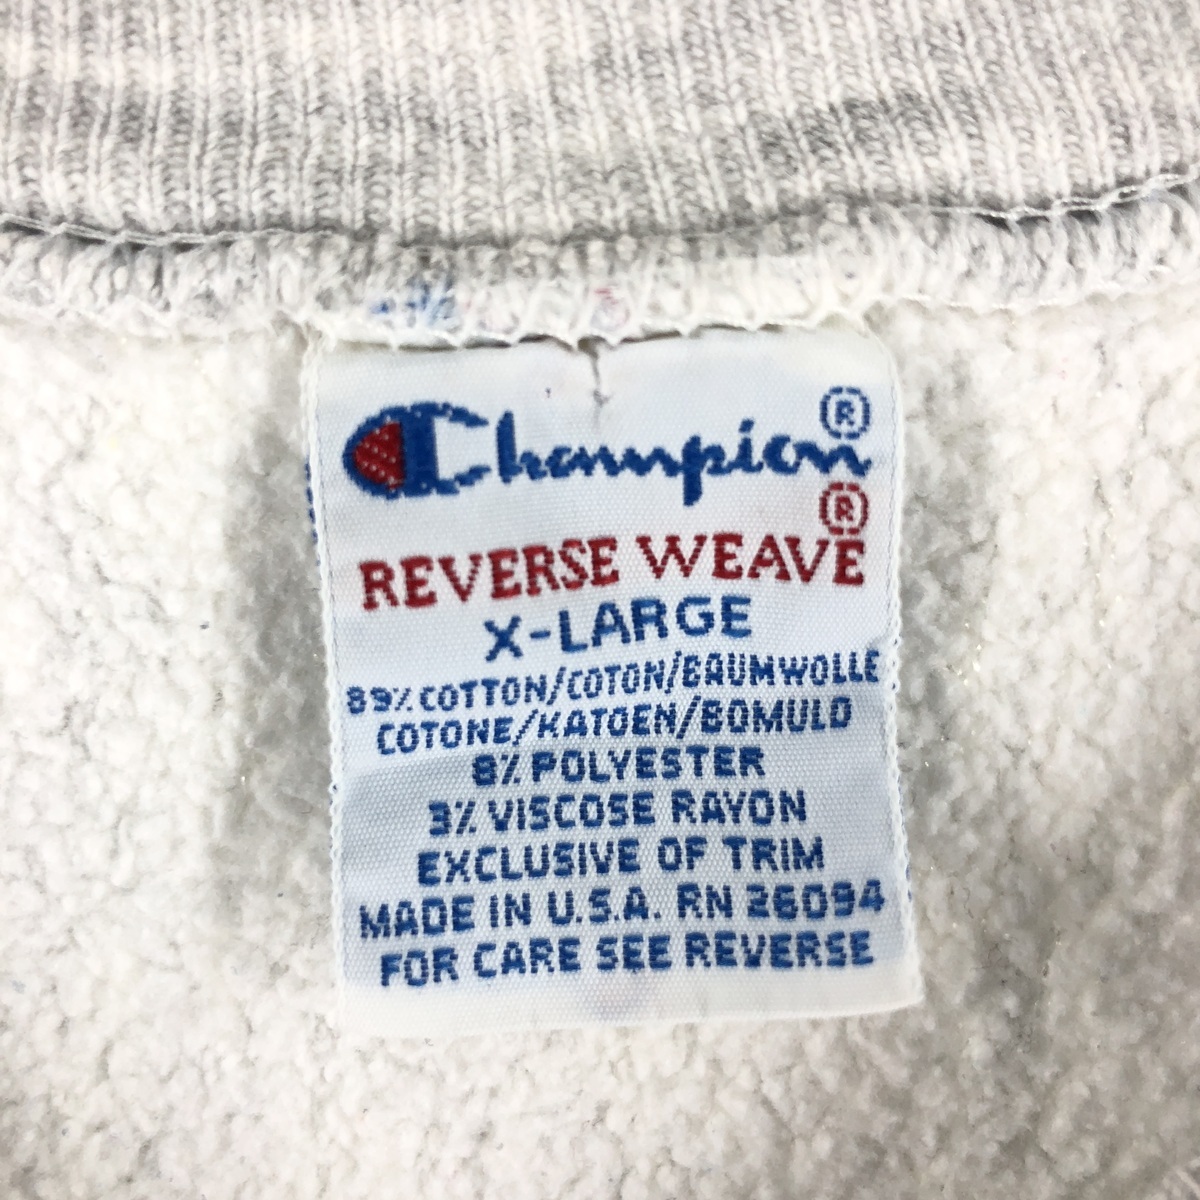 Champion®
®
REVERSE WEAVE
X-LARGE
89% COTTON/COTON/BAUMWOLLE
COTONE/KATOEN/BOMULD
8% POLYESTER
3% VISCOSE RAYON
EXCLUSIVE OF TRIM
MADE IN U.S.A. RN 26094
FOR CARE SEE REVERSE